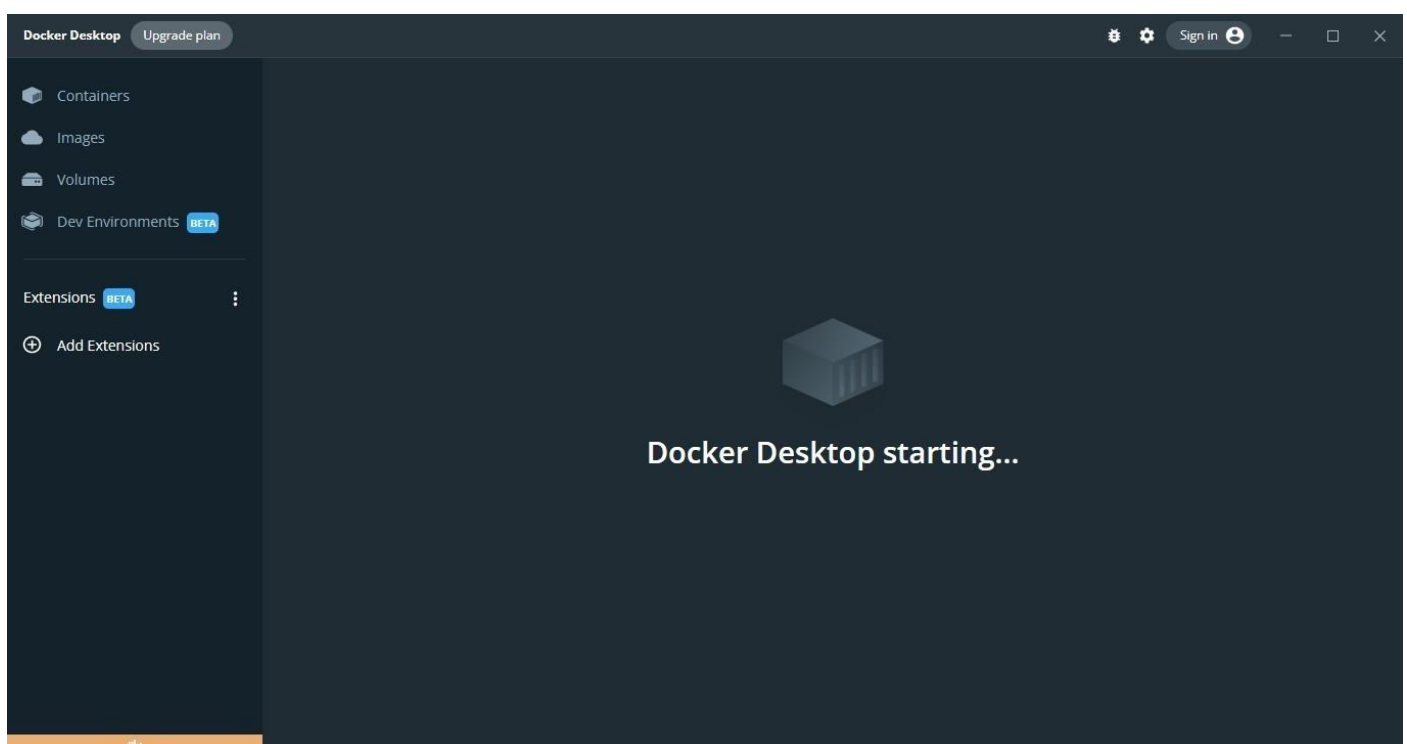 Docker Desktop Upgrade plan Sign in
Containers
Images
Volumes
Dev Environments BETA
Extensions BETA
Add Extensions
Docker Desktop starting...